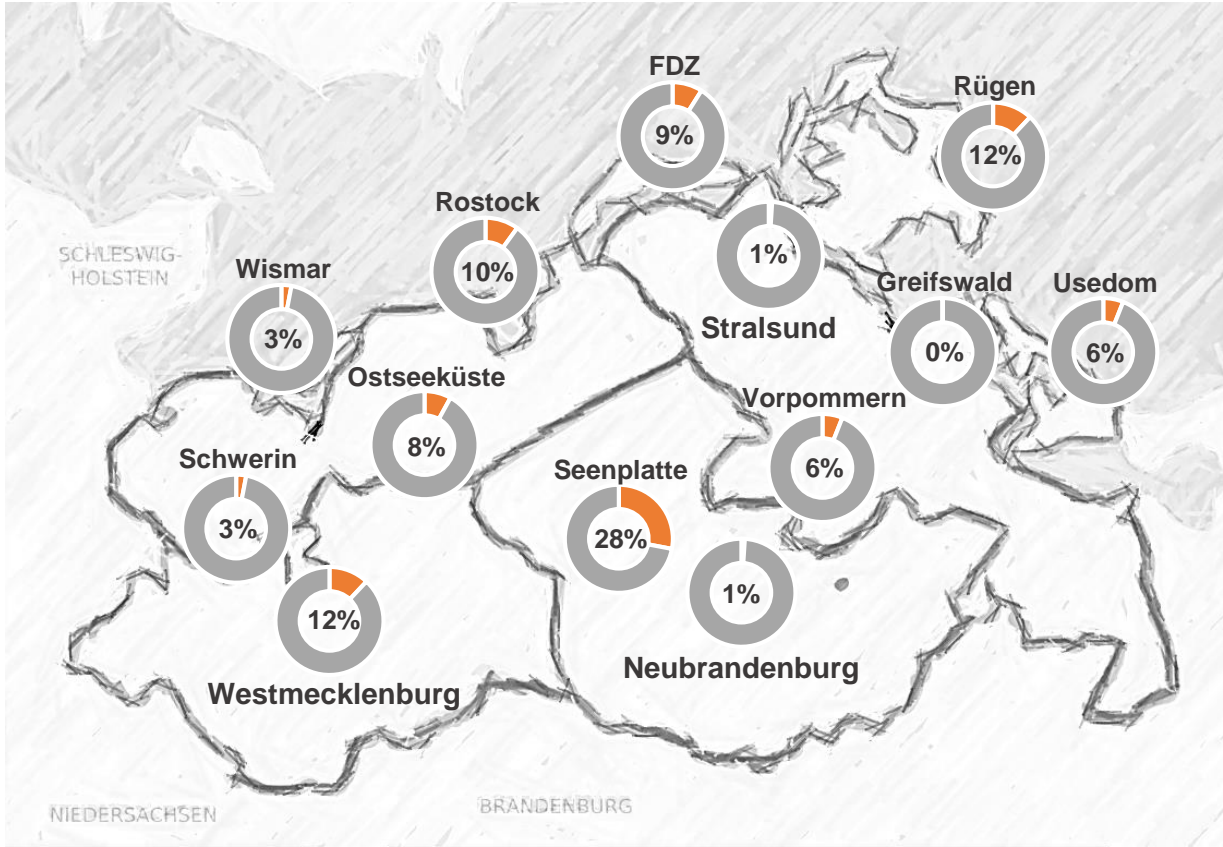 FDZ
9%
Rügen
12%
Rostock
10%
SCHLESWIG-
HOLSTEIN
Wismar
3%
1%
Stralsund
Greifswald
0%
Usedom
6%
Ostseeküste
8%
Vorpommern
6%
Schwerin
3%
Seenplatte
28%
1%
Neubrandenburg
12%
Westmecklenburg
NIEDERSACHSEN
BRANDENBURG